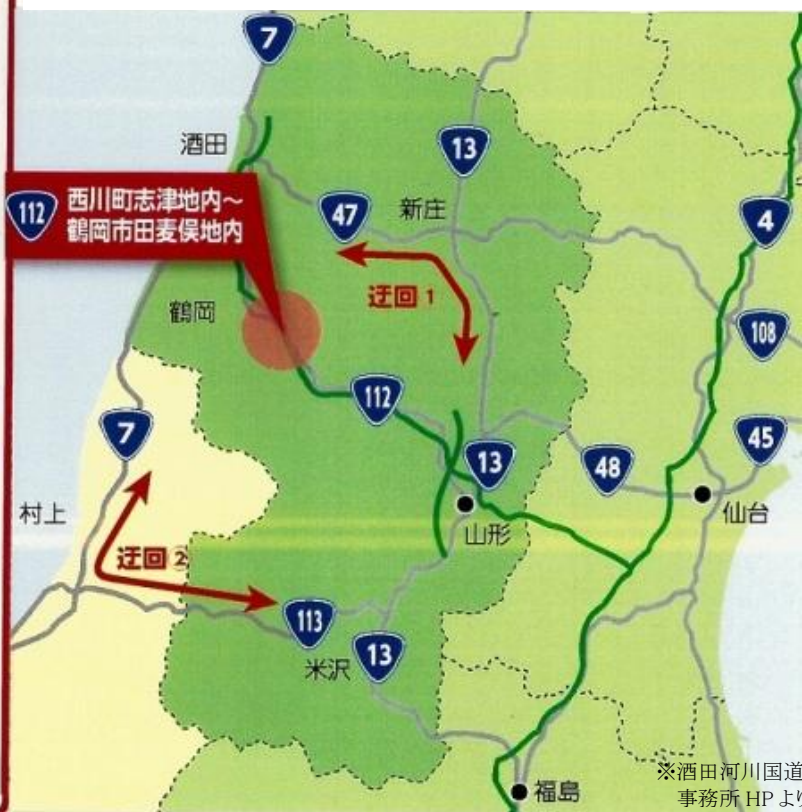 7
酒田
13
112
西川町志津地内～
鶴岡市田麦俣地内
47
新庄
4
迂回 1
鶴岡
108
112
7
13
48
45
村上
仙台
山形
迂回 ②
113
米沢
13
※酒田河川国道
事務所 HP より
福島